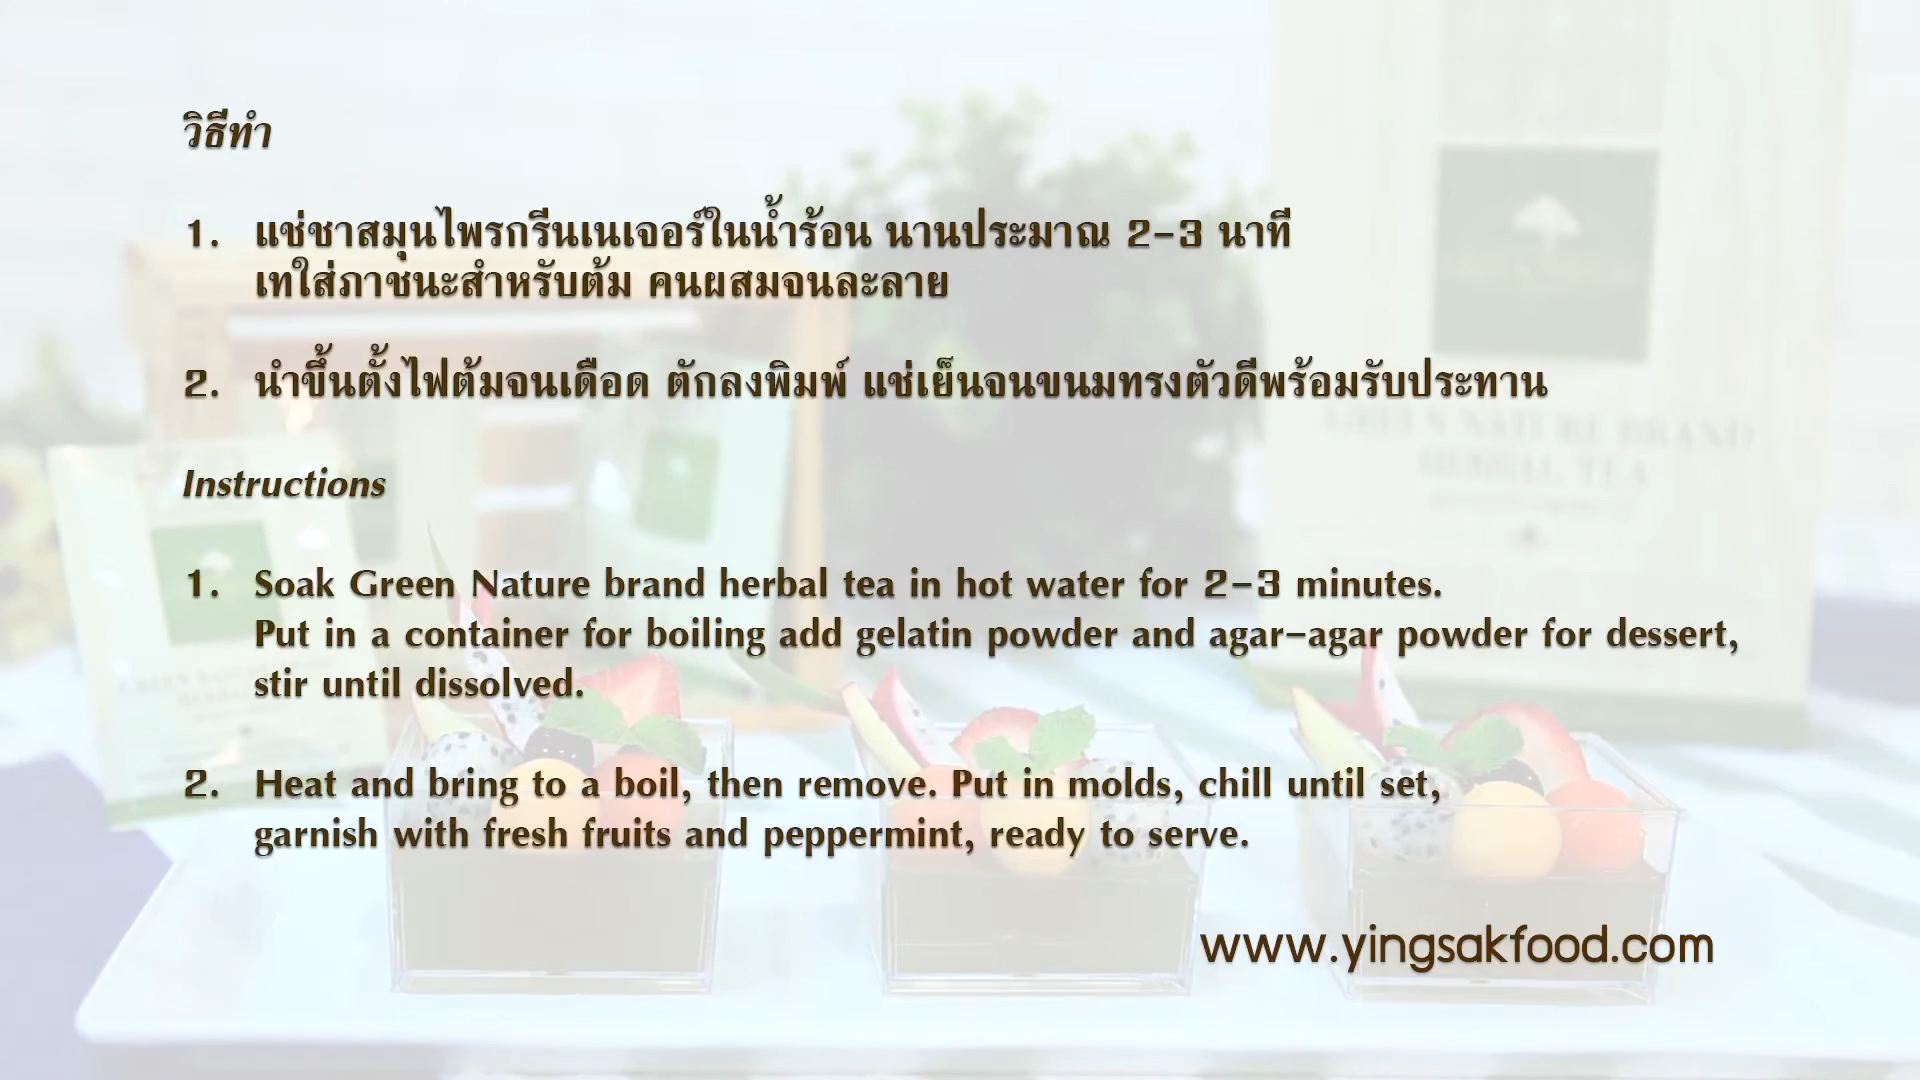 วิธีทำ
1. แช่ชาสมุนไพรกรีนเนเจอร์ในน้ำร้อน นานประมาณ 2-3 นาที
เทใส่ภาชนะสำหรับต้ม คนผสมจนละลาย
2. นำขึ้นตั้งไฟต้มจนเดือด ตักลงพิมพ์ แช่เย็นจนขนมทรงตัวดีพร้อมรับประทาน
GREEN NATURE BRAND
HERBAL TEA
Instructions
1. Soak Green Nature brand herbal tea in hot water for 2-3 minutes.
Put in a container for boiling add gelatin powder and agar-agar powder for dessert,
stir until dissolved.
2. Heat and bring to a boil, then remove. Put in molds, chill until set,
garnish with fresh fruits and peppermint, ready to serve.
www.yingsakfood.com